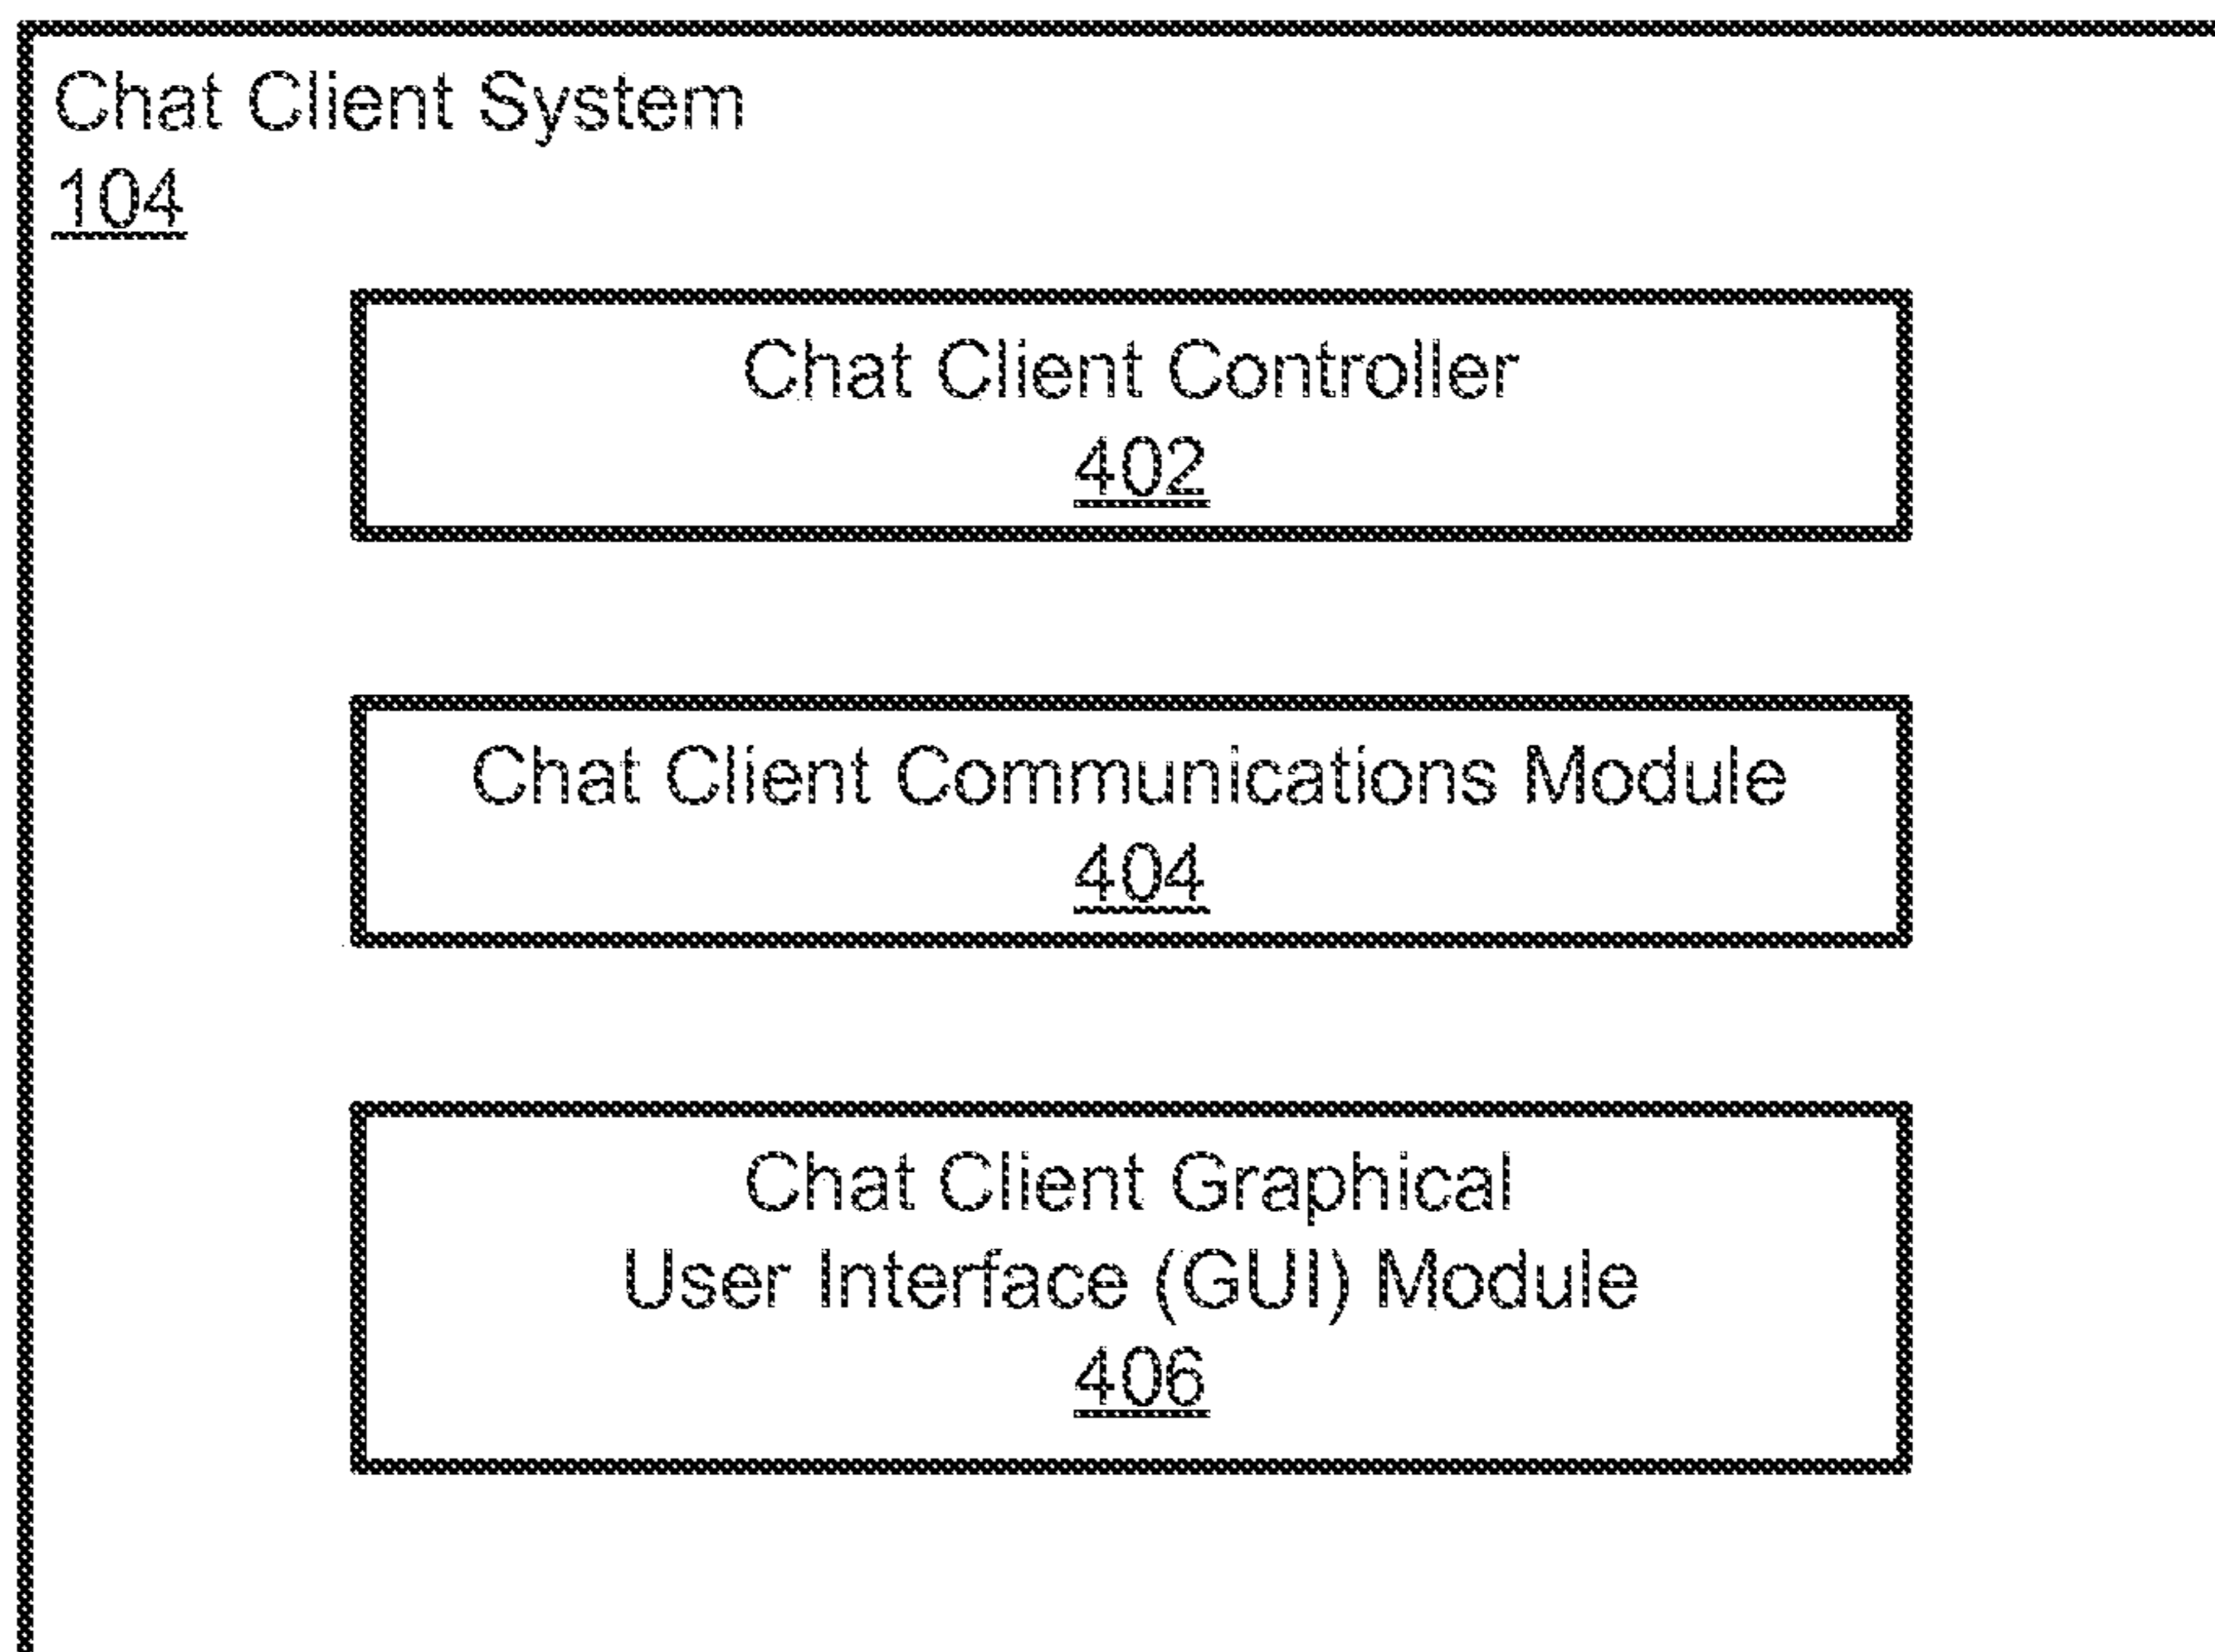 Chat Client System
104
Chat Client Controller
402
Chat Client Communications Module
404
Chat Client Graphical
User Interface (GUI) Module
406